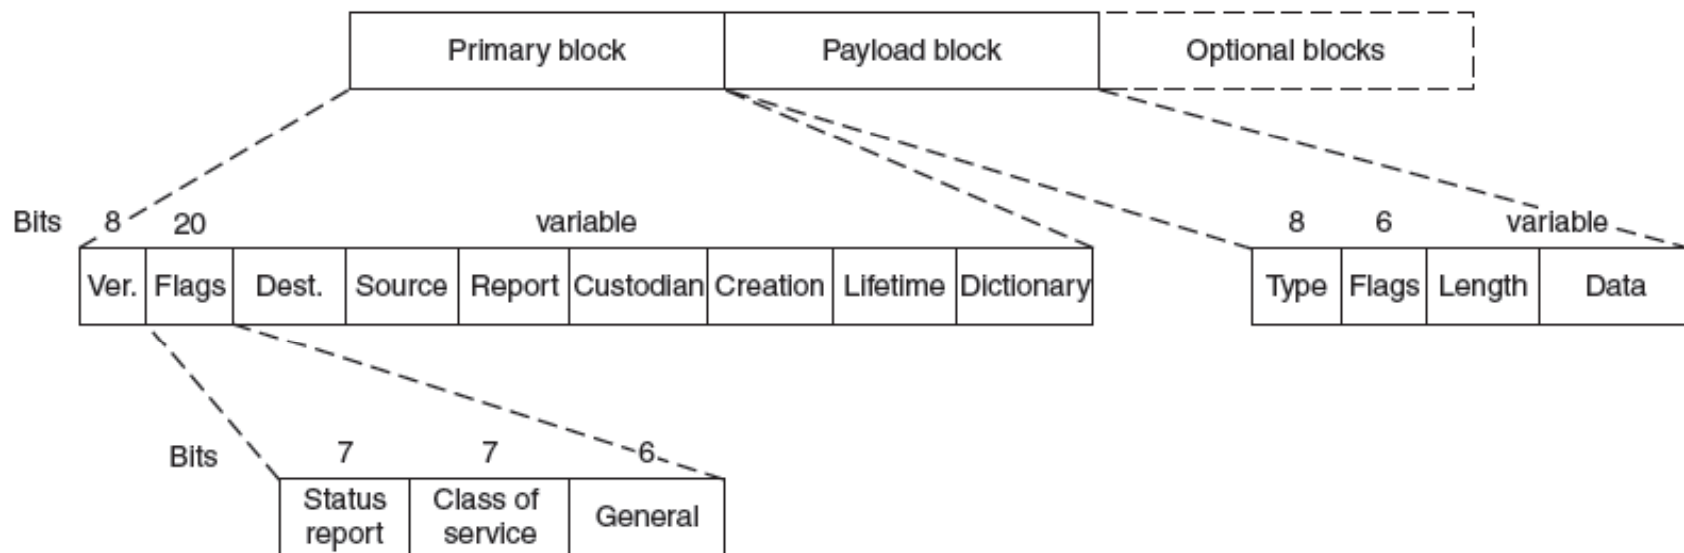 Primary block Payload block Optional blocks
Bits 8 20 variable 8 6 variable
Ver. Flags Dest. Source Report Custodian Creation Lifetime Dictionary Type Flags Length Data
Bits 7 7 6
Status report Class of service General